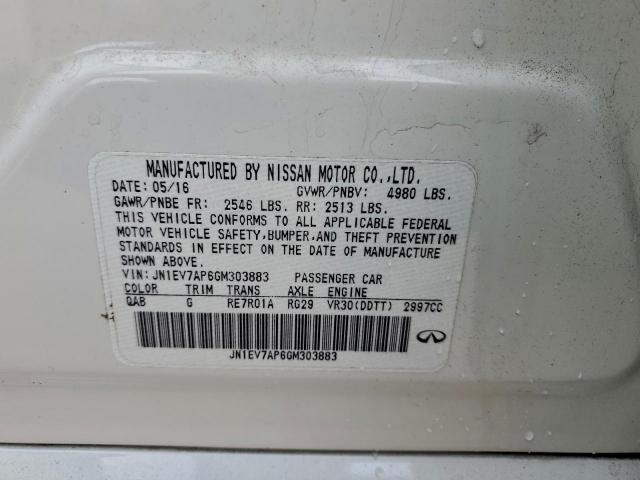 MANUFACTURED BY NISSAN MOTOR CO.,LTD.
DATE: 05/16 GVWR/PNBV: 4980 LBS.
GAWR/PNBE FR: 2546 LBS. RR: 2513 LBS.
THIS VEHICLE CONFORMS TO ALL APPLICABLE FEDERAL
MOTOR VEHICLE SAFETY,BUMPER,AND THEFT PREVENTION
STANDARDS IN EFFECT ON THE DATE OF MANUFACTURE
SHOWN ABOVE.
VIN: JN1EV7AP6GM303883 PASSENGER CAR
COLOR TRIM TRANS AXLE ENGINE
QAB G RE7R01A RG29 VR30(DDTT) 2997CC
JN1EV7AP6GM303883
INFINITI